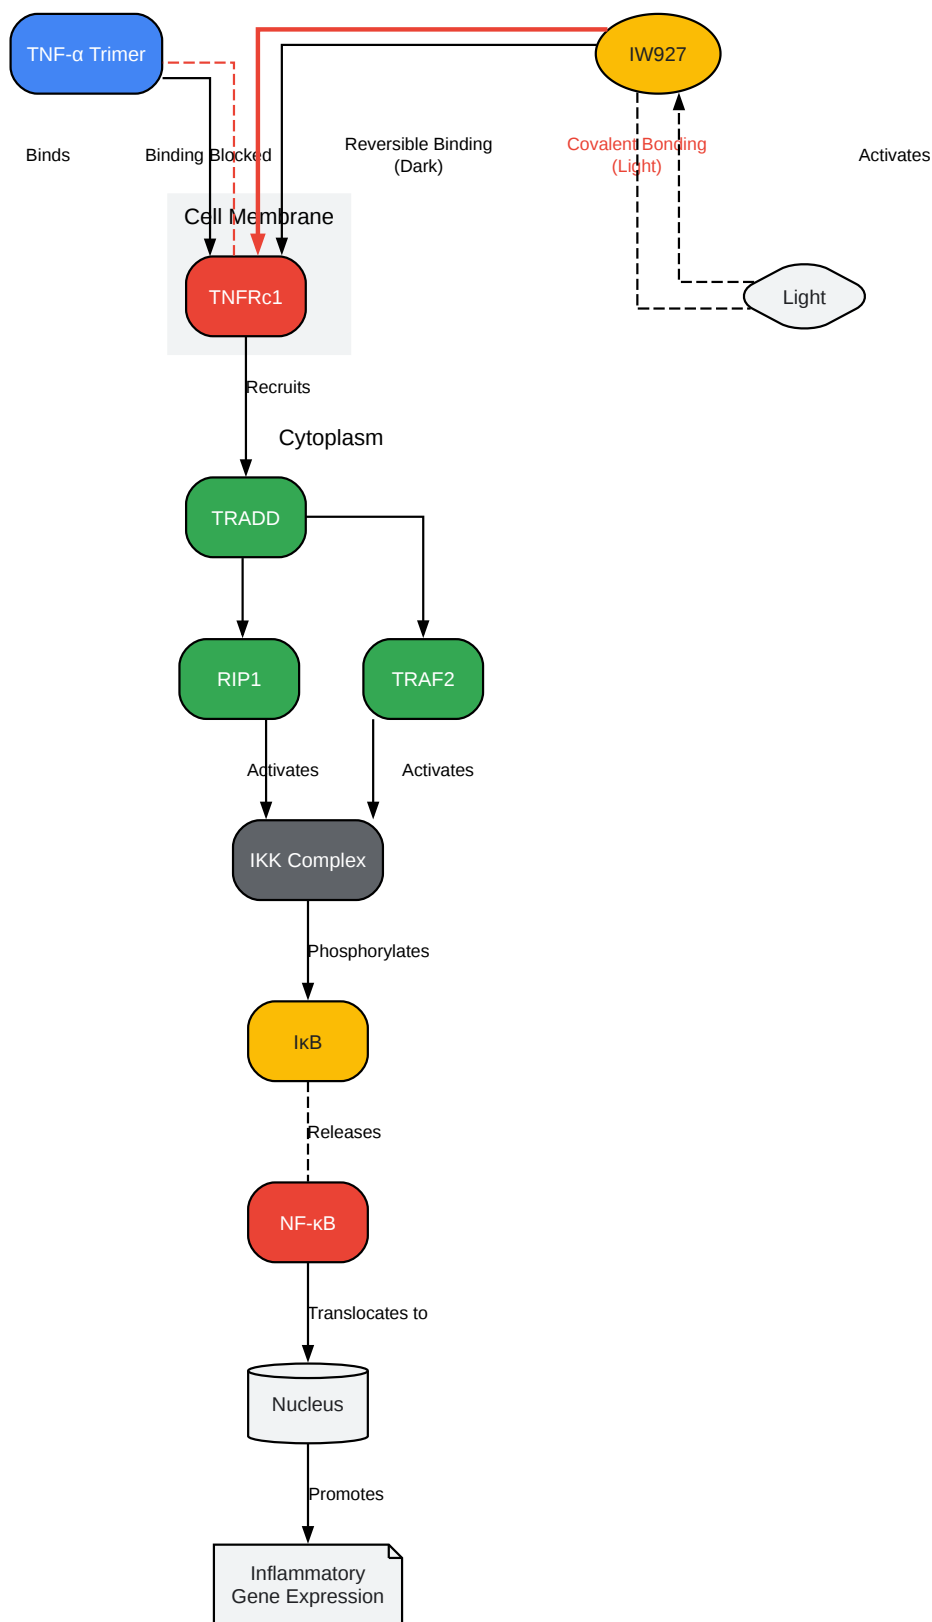 TNF-α Trimer
IW927
Binds
Binding Blocked
Reversible Binding
(Dark)
Covalent Bonding
(Light)
Activates
Cell Membrane
TNFRc1
Light
Recruits
Cytoplasm
TRADD
RIP1
TRAF2
Activates
Activates
IKK Complex
Phosphorylates
IκB
Releases
NF-κB
Translocates to
Nucleus
Promotes
Inflammatory
Gene Expression